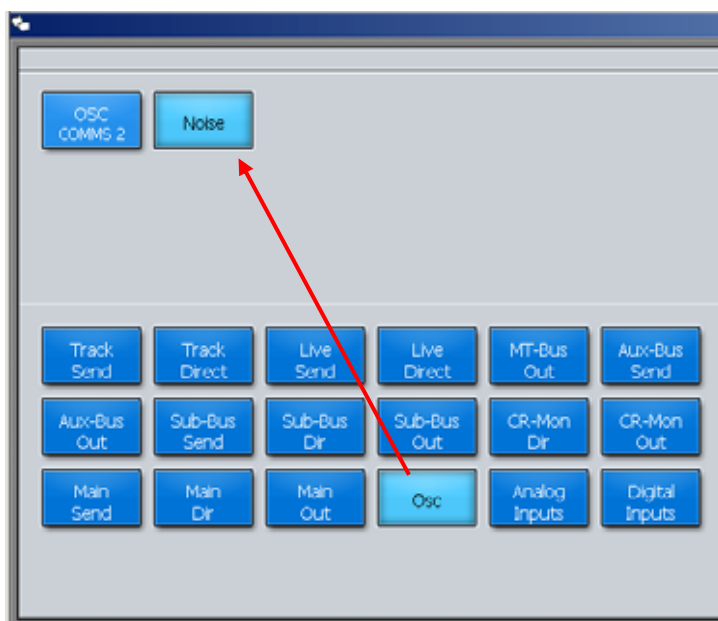 OSC
COMMS 2
Noise
Track
Send
Track
Direct
Live
Send
Live
Direct
MT-Bus
Out
Aux-Bus
Send
Aux-Bus
Out
Sub-Bus
Send
Sub-Bus
Dir
Sub-Bus
Out
CR-Mon
Dir
CR-Mon
Out
Main
Send
Main
Dir
Main
Out
Osc
Analog
Inputs
Digital
Inputs